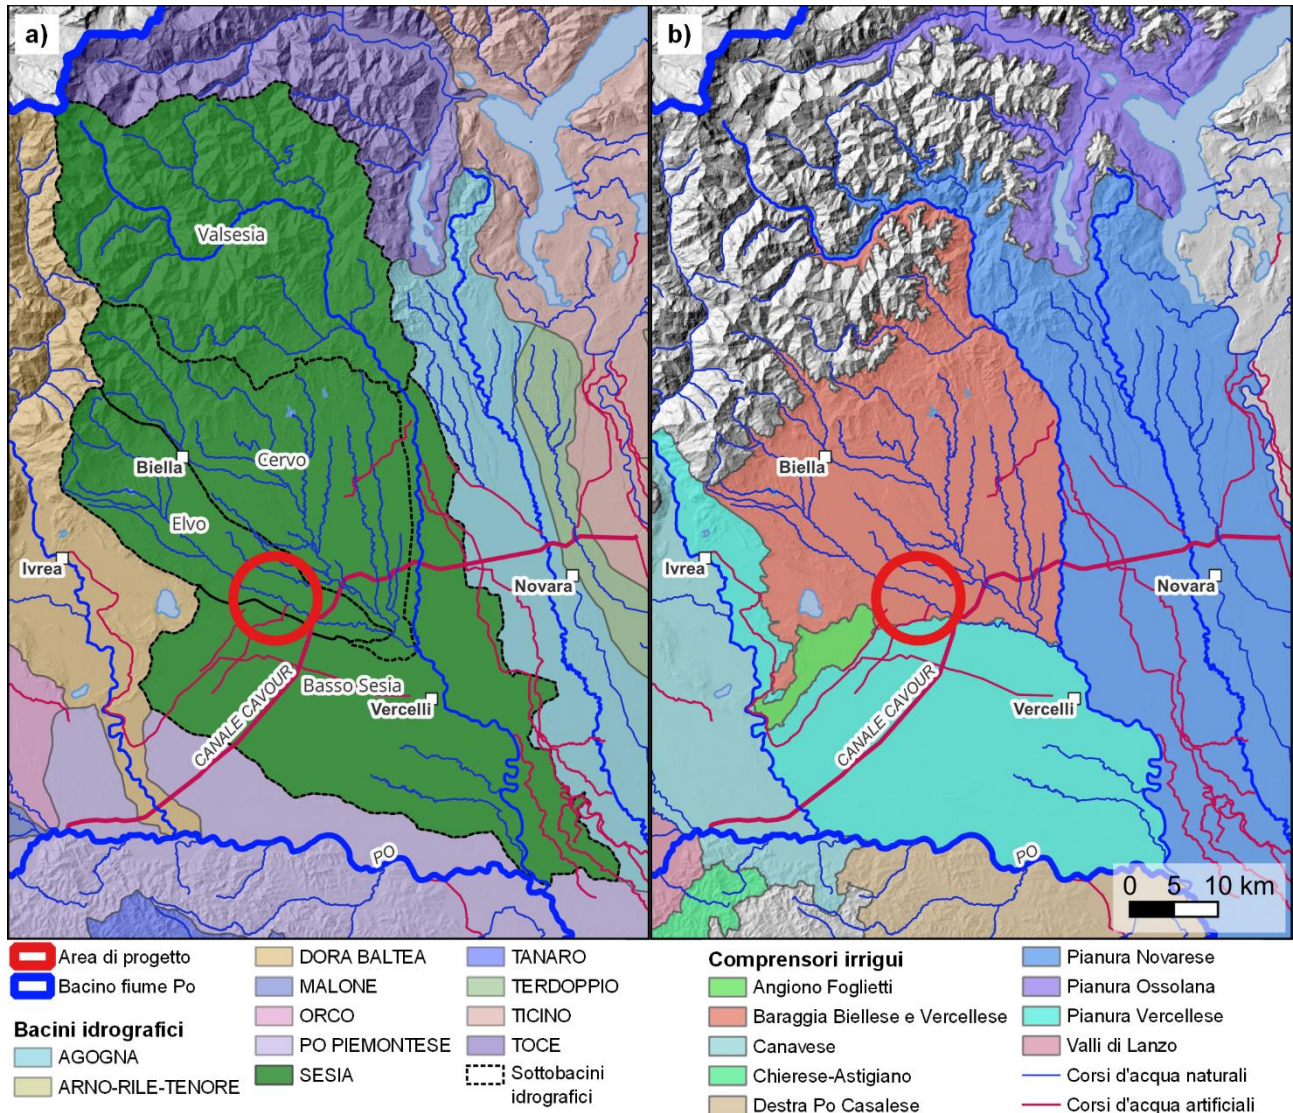 a)
Valsesia
Biella
Cervo
Elvo
Ivrea
Novara
Basso Sesia
Vercelli
CANALE CAVOUR
PO
b)
Biella
Ivrea
Novara
Vercelli
CANALE CAVOUR
PO
0 5 10 km
Area di progetto
Bacino fiume Po
Bacini idrografici
AGOGNA
ARNO-RILE-TENORE
DORA BALTEA
MALONE
ORCO
PO PIEMONTESE
SESIA
TANARO
TERDOPPIO
TICINO
TOCE
Sottobacini
idrografici
Comprensori irrigui
Angiono Foglietti
Baraggia Biellese e Vercellese
Canavese
Chierese-Astigiano
Destra Po Casalese
Pianura Novarese
Pianura Ossolana
Pianura Vercellese
Valli di Lanzo
Corsi d'acqua naturali
Corsi d'acqua artificiali